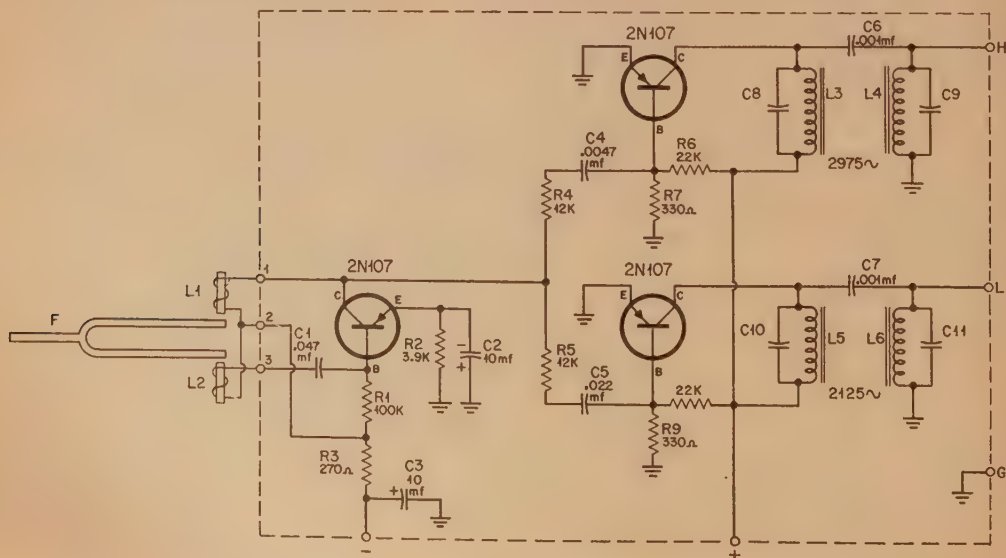 2N107
E
C
B
C6
.001mf
H
C8
L3
L4
C9
2975~
C4
.0047
mf
R6
22K
R4
12K
R7
330Ω
L1
1
2N107
C
E
B
F
2
C1
.047
mf
R2
3.9K
C2
10mf
-
+
L2
3
R1
100K
R3
270Ω
C3
10
mf
+
-
2N107
E
C
B
C7
.001mf
L
C10
L5
L6
C11
2125~
R5
12K
C5
.022
mf
22K
R9
330Ω
G
+